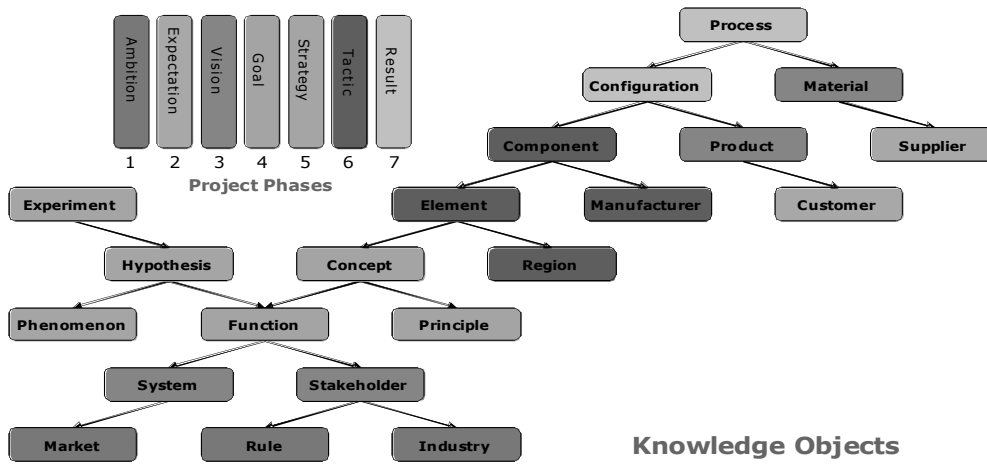 Ambition
Expectation
Vision
Goal
Strategy
Tactic
Result
1 2 3 4 5 6 7
Project Phases
Process
Configuration Material
Component Product Supplier
Experiment Element Manufacturer Customer
Hypothesis Concept Region
Phenomenon Function Principle
System Stakeholder
Market Rule Industry
Knowledge Objects